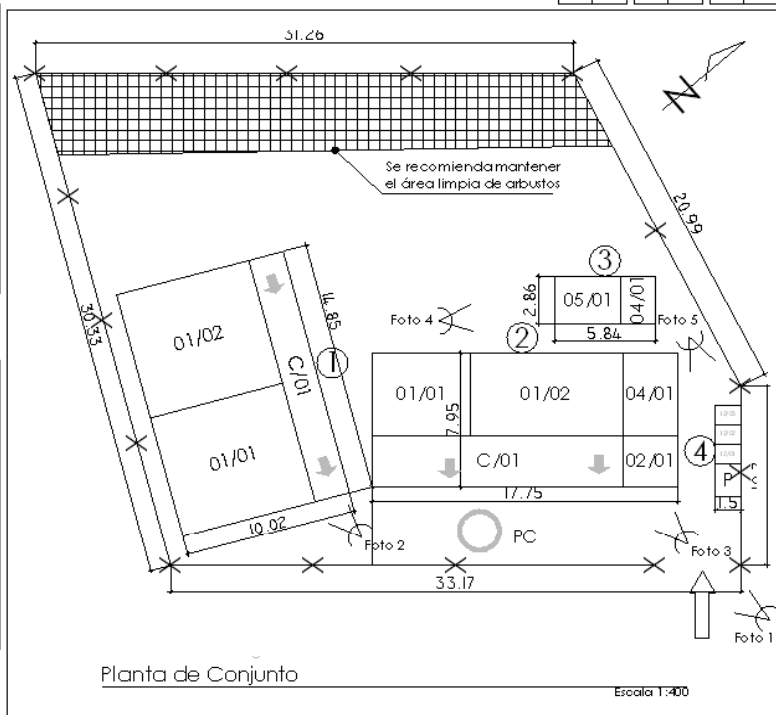 31.26
N
Se recomienda mantener
el área limpia de arbustos
20.99
3
05/01
04/01
2.86
5.84
Foto 4
Foto 5
2
30.33
14.85
01/02
C/01
1
01/01
10.02
01/01
01/02
04/01
7.95
C/01
02/01
17.75
4
P
1.5
Foto 2
PC
Foto 3
33.17
Foto 1
Planta de Conjunto
Escala 1:400